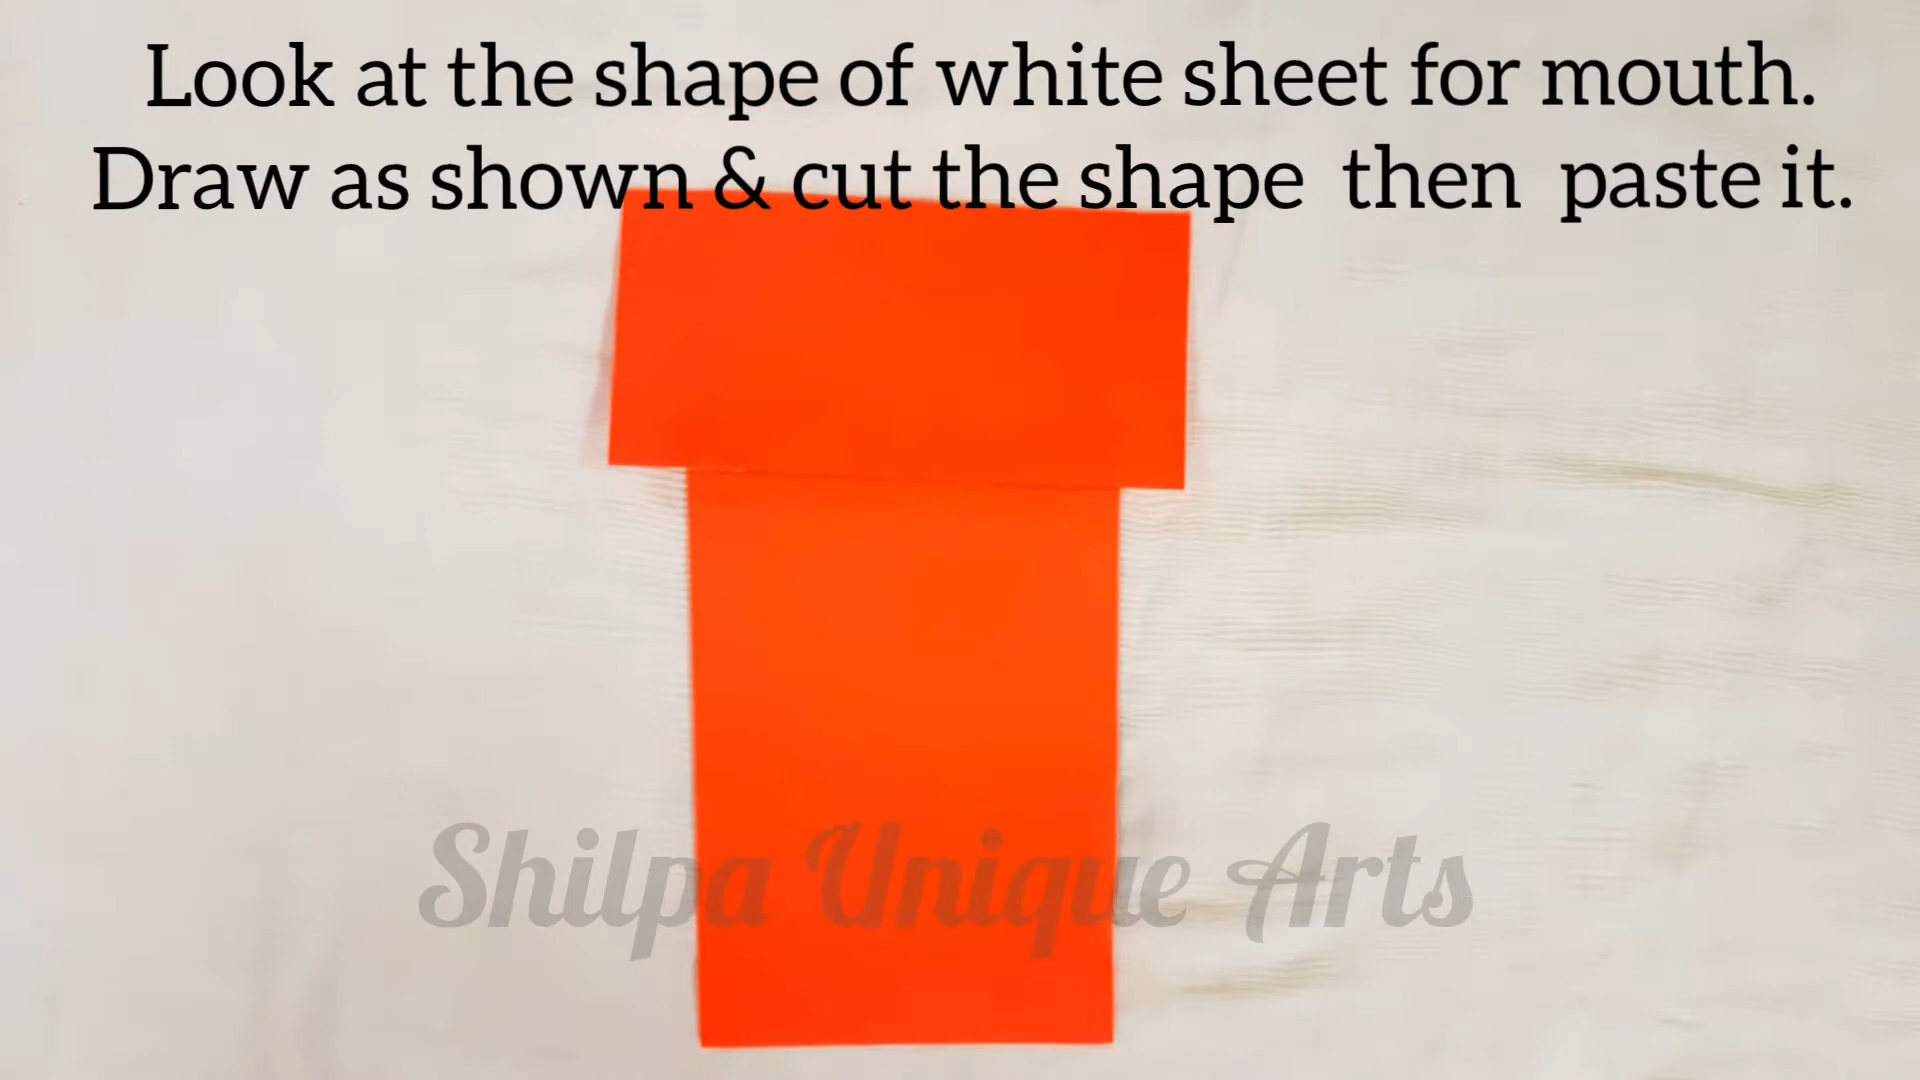 Look at the shape of white sheet for mouth.
Draw as shown & cut the shape then paste it.
Shilpa Unique Arts